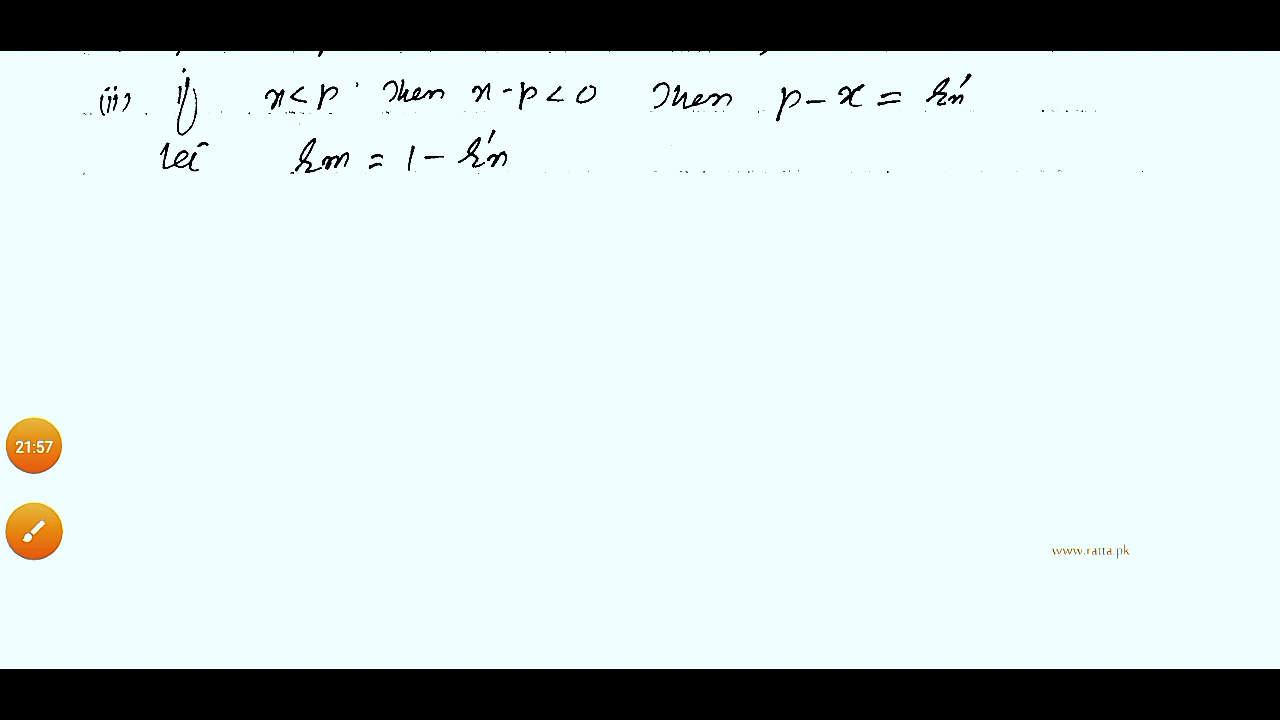 (ii) if x < p then x - p < 0 then p - x = k'n
Let km = 1 - k'n
21:57
www.ratta.pk